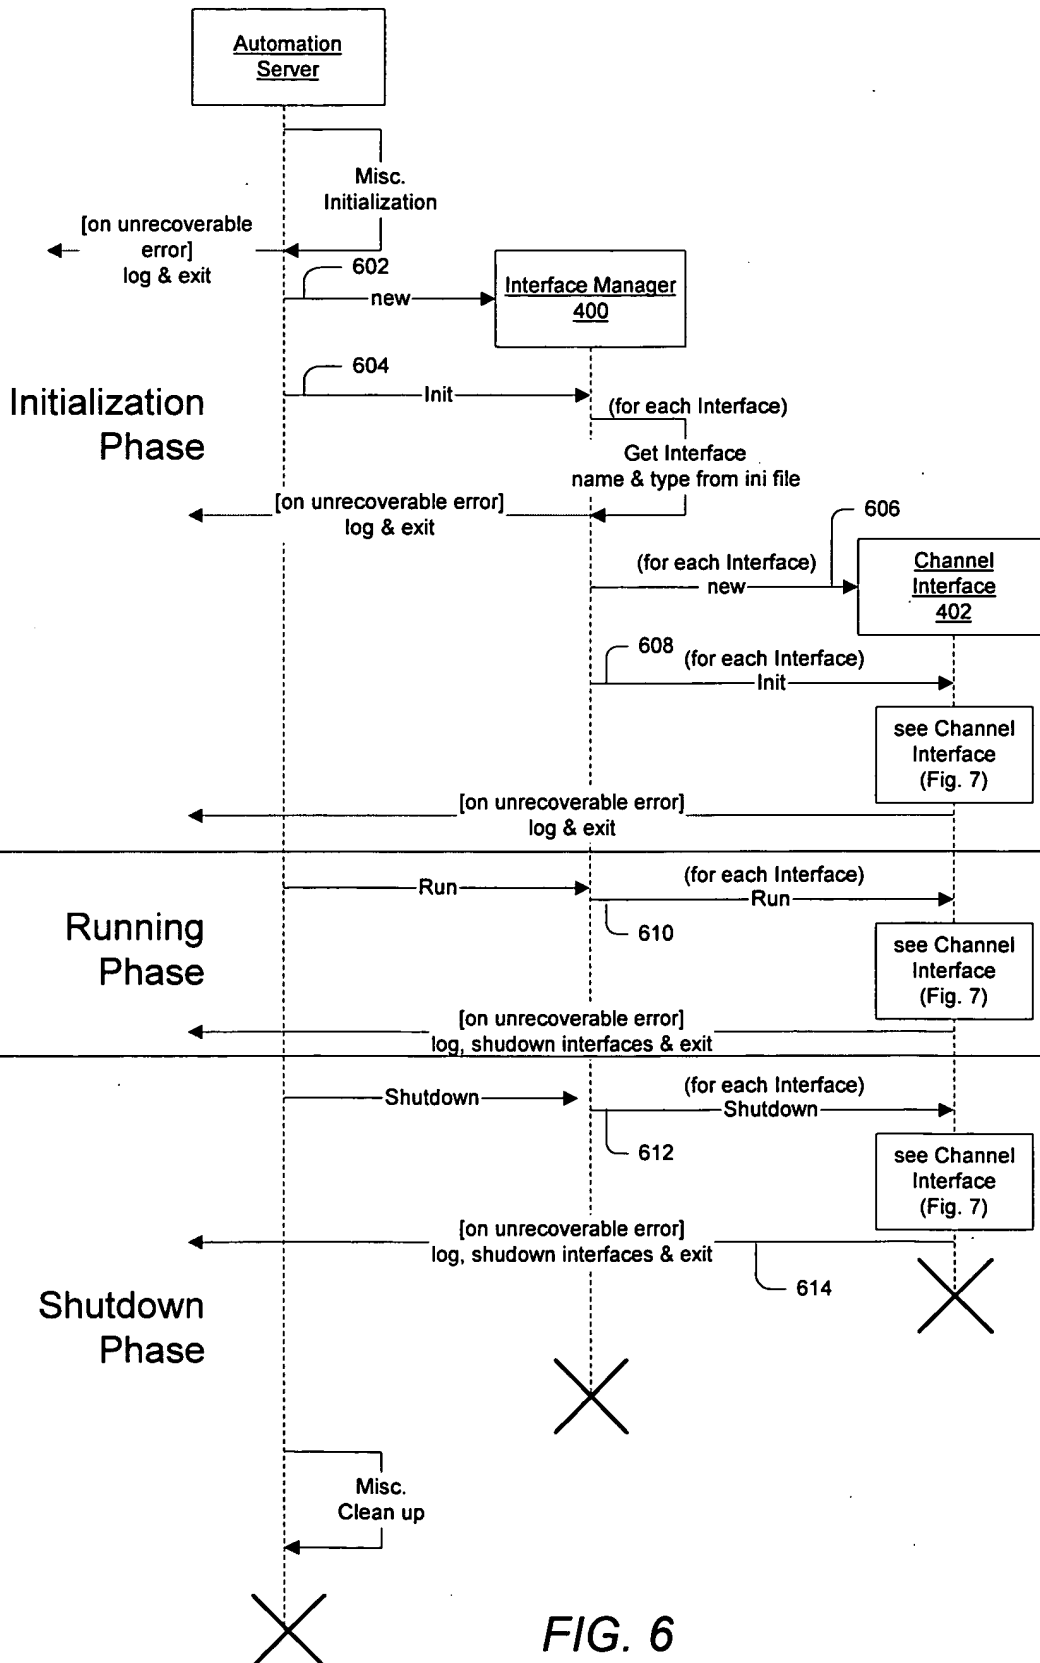 Automation
Server
Misc.
Initialization
[on unrecoverable
error]
log & exit
602
new
Interface Manager
400
604
Init
Initialization
Phase
(for each Interface)
Get Interface
name & type from ini file
[on unrecoverable error]
log & exit
606
(for each Interface)
new
Channel
Interface
402
608
(for each Interface)
Init
see Channel
Interface
(Fig. 7)
[on unrecoverable error]
log & exit
Run
(for each Interface)
Run
610
Running
Phase
see Channel
Interface
(Fig. 7)
[on unrecoverable error]
log, shudown interfaces & exit
Shutdown
(for each Interface)
Shutdown
612
see Channel
Interface
(Fig. 7)
[on unrecoverable error]
log, shudown interfaces & exit
614
Shutdown
Phase
Misc.
Clean up
FIG. 6